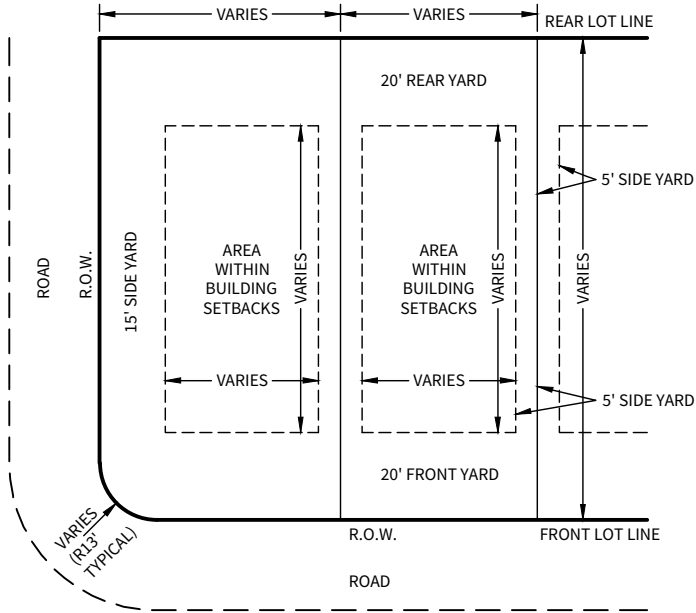 VARIES
VARIES
REAR LOT LINE
20' REAR YARD
5' SIDE YARD
ROAD
R.O.W.
15' SIDE YARD
AREA
WITHIN
BUILDING
SETBACKS
VARIES
AREA
WITHIN
BUILDING
SETBACKS
VARIES
VARIES
VARIES
VARIES
5' SIDE YARD
20' FRONT YARD
VARIES
(R13'
TYPICAL)
R.O.W.
FRONT LOT LINE
ROAD